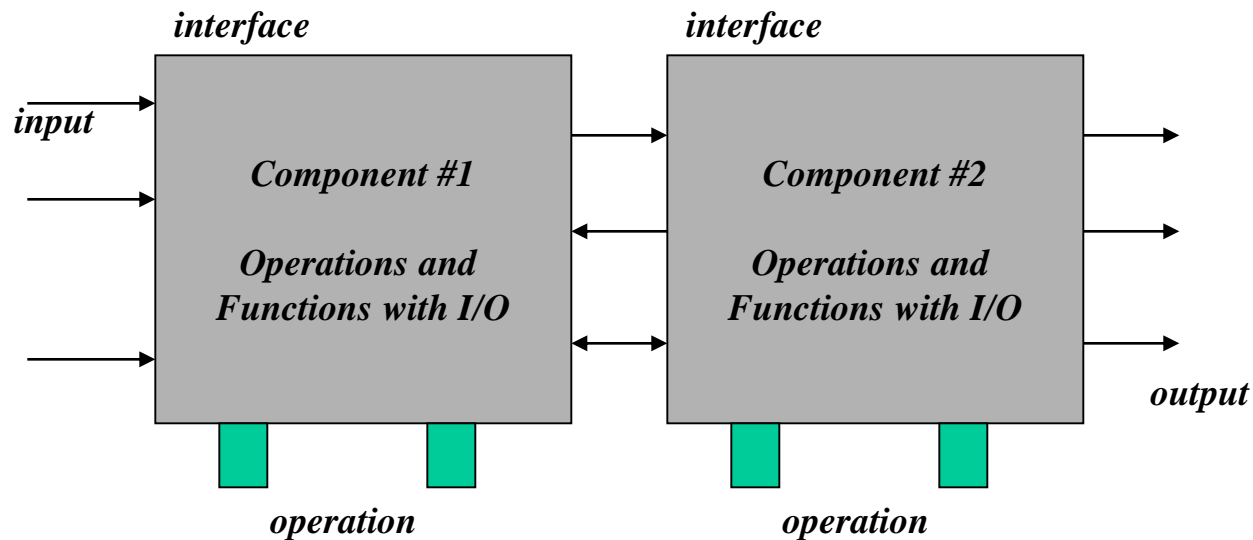 interface
interface
input
Component #1
Operations and
Functions with I/O
Component #2
Operations and
Functions with I/O
output
operation
operation